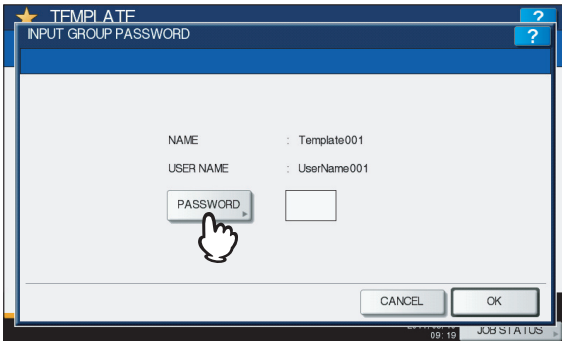 TEMPLATE
?
INPUT GROUP PASSWORD
?
NAME : Template001
USER NAME : UserName001
PASSWORD
CANCEL
OK
09:19
JOB STATUS